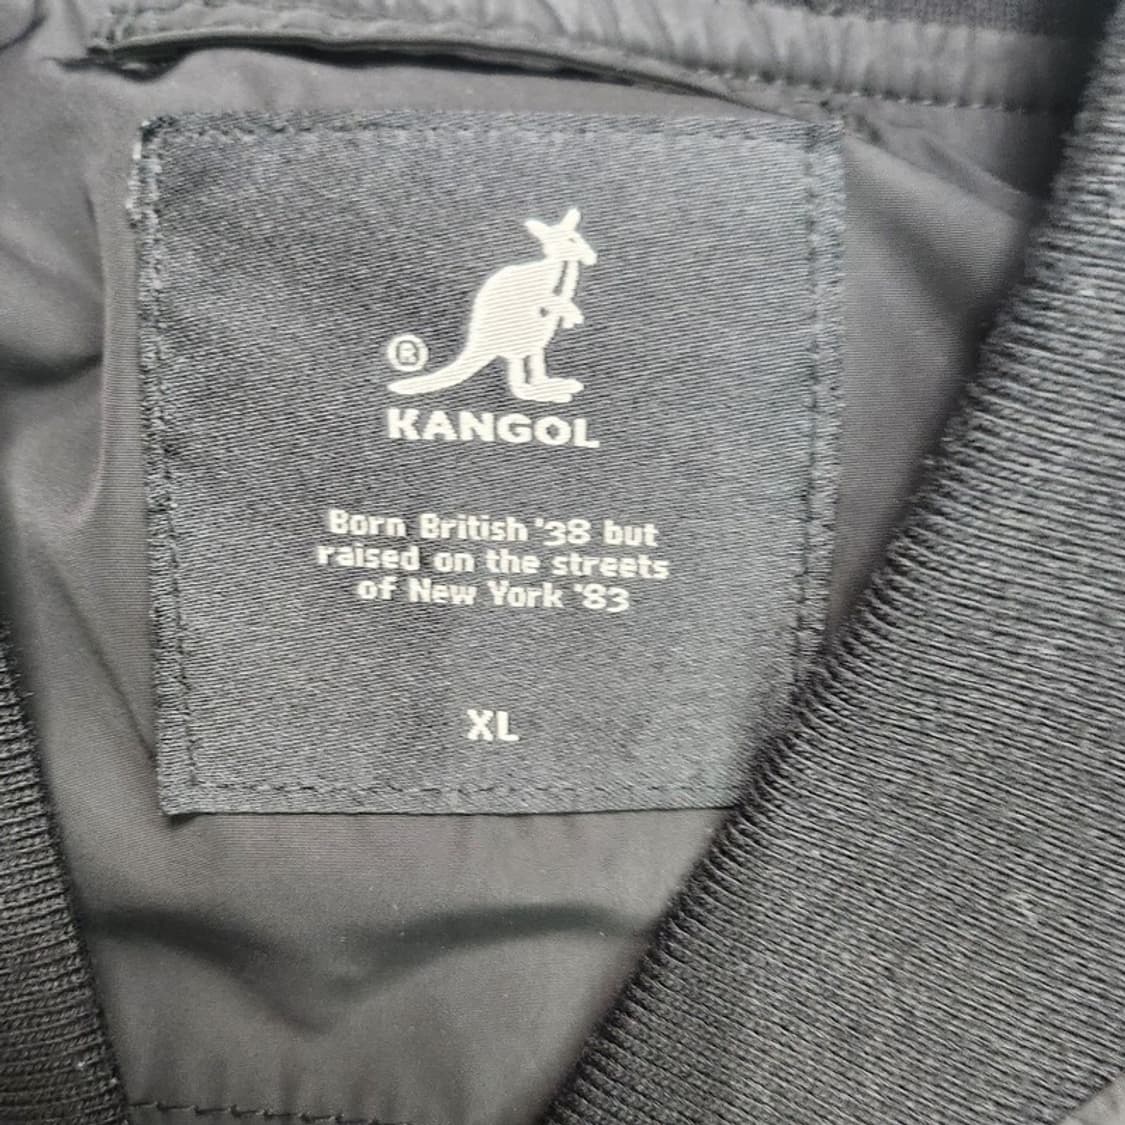 ®
KANGOL
Born British '38 but
raised on the streets
of New York '83
XL